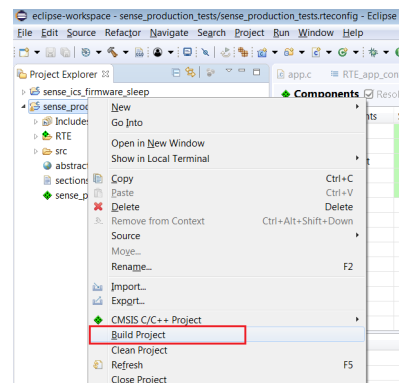 eclipse-workspace - sense_production_tests/sense_production_tests.rteconfig - Eclipse
File Edit Source Refactor Navigate Search Project Run Window Help
Project Explorer
app.c
RTE_app_con
sense_ics_firmware_sleep
Components
Resol
sense_proc
Includes
RTE
src
abstract
section
sense_p
New
Go Into
Open in New Window
Show in Local Terminal
Copy Ctrl+C
Paste Ctrl+V
Delete Delete
Remove from Context Ctrl+Alt+Shift+Down
Source
Move...
Rename... F2
Import...
Export...
CMSIS C/C++ Project
Build Project
Clean Project
Refresh F5
Close Project